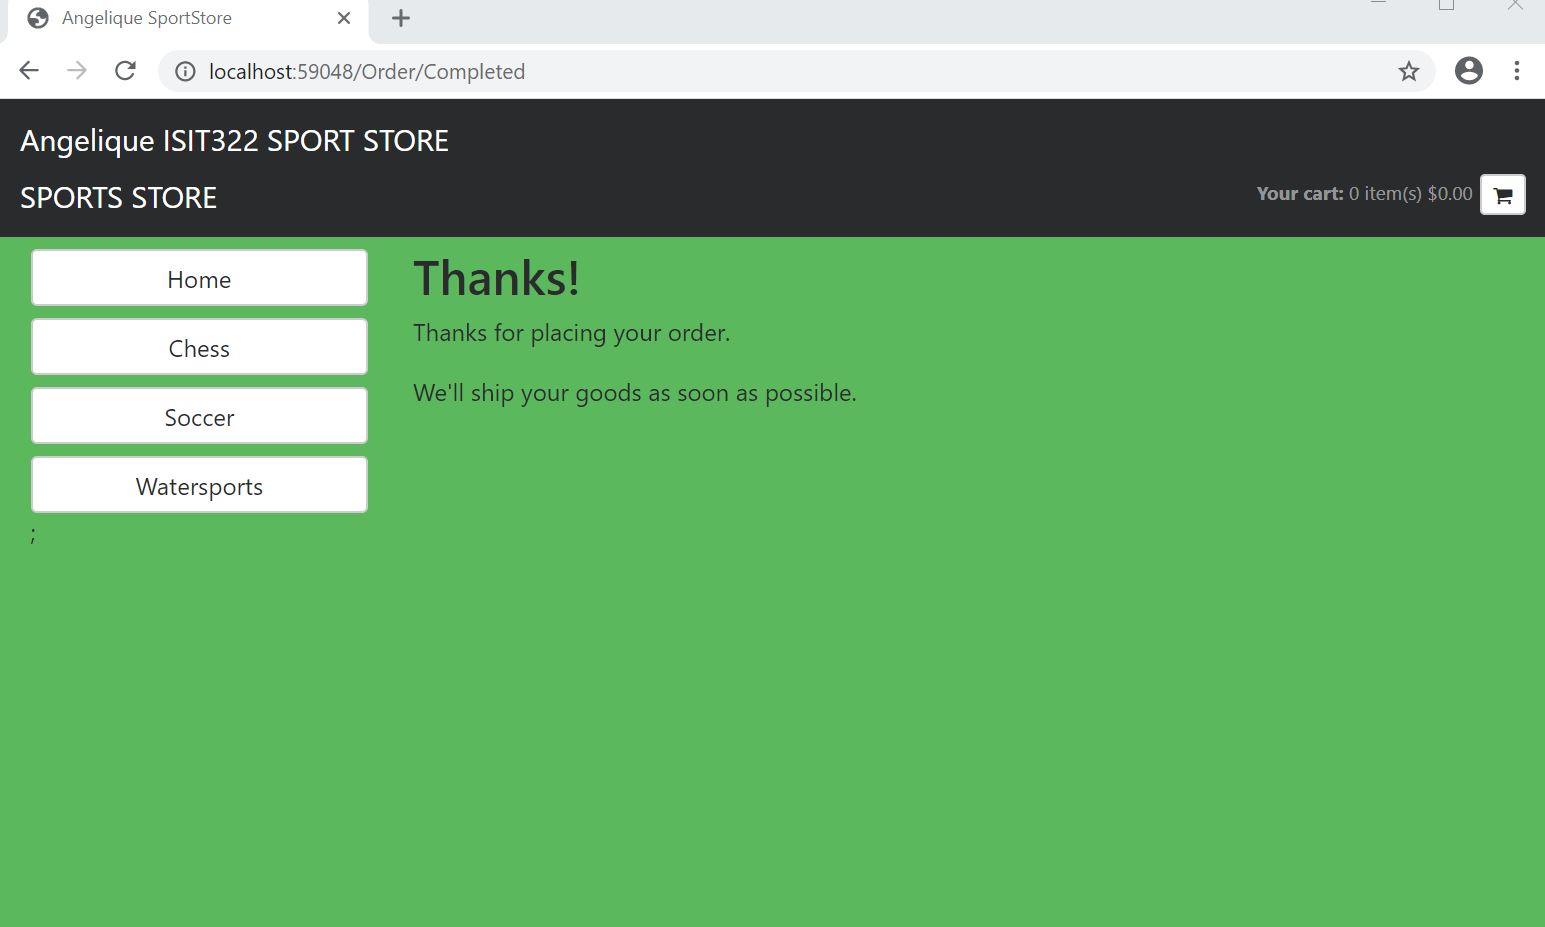 Angelique SportStore
localhost:59048/Order/Completed
Angelique ISIT322 SPORT STORE
SPORTS STORE
Your cart: 0 item(s) $0.00
Home
Chess
Soccer
Watersports
;
Thanks!
Thanks for placing your order.
We'll ship your goods as soon as possible.